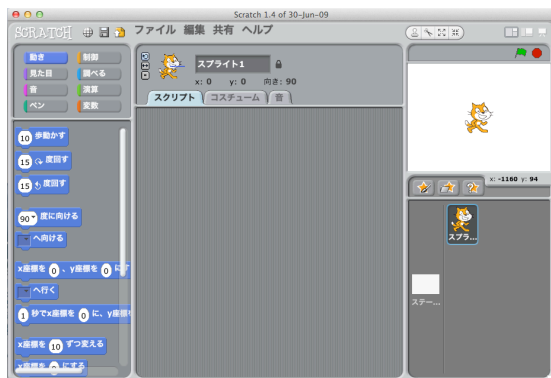 Scratch 1.4 of 30-Jun-09
SCRATCH ファイル 編集 共有 ヘルプ
動き 制御
見た目 調べる
音 演算
ペン 変数
スプライト1
x: 0 y: 0 向き: 90
スクリプト コスチューム 音
10 歩動かす
15 度回す
15 度回す
90 度に向ける
へ向ける
x座標を 0 、y座標を 0 に
へ行く
1 秒でx座標を 0 に、y座標
x座標を 10 ずつ変える
x座標を 0 にする
x: -1160 y: 94
スプラ...
ステー...